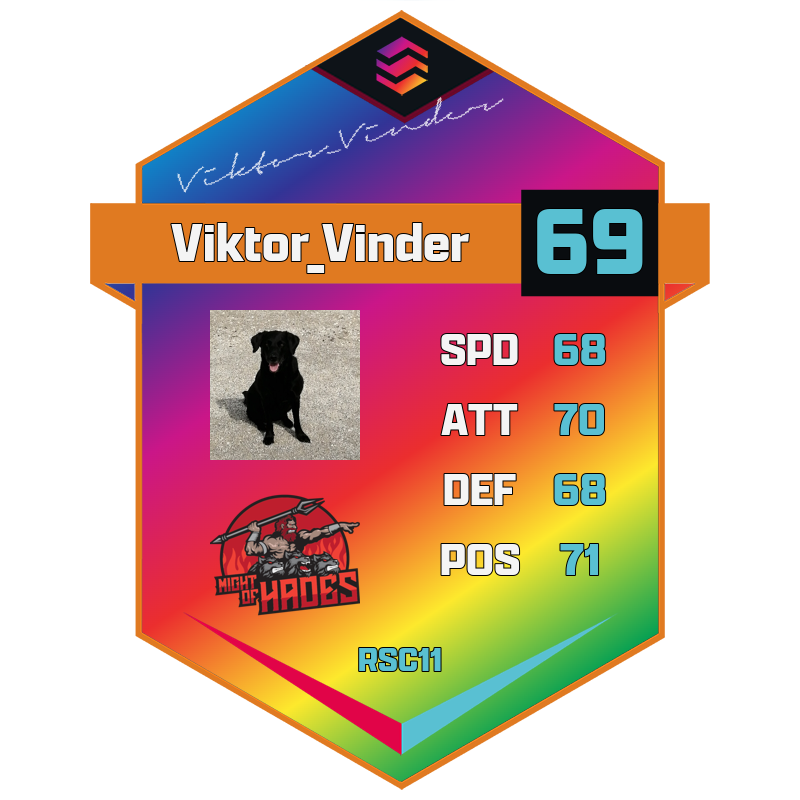 Viktor_Vinder
Viktor_Vinder 69
SPD 68
ATT 70
DEF 68
POS 71
MIGHT
OF HADES
RSC11